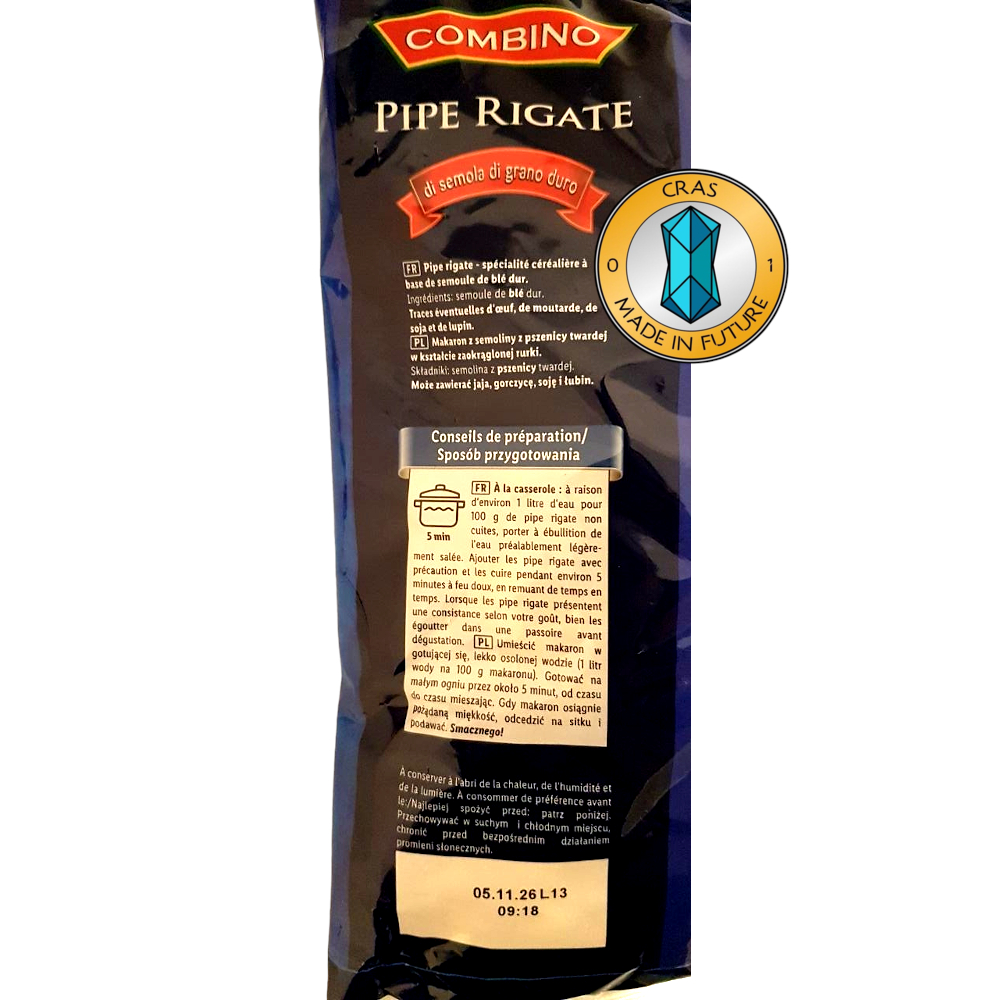 COMBINO
PIPE RIGATE
di semola di grano duro
CRAS
0 1
MADE IN FUTURE
FR Pipe rigate - spécialité céréalière à
base de semoule de blé dur.
Ingrédients: semoule de blé dur.
Traces éventuelles d'œuf, de moutarde, de
soja et de lupin.
PL Makaron z semoliny z pszenicy twardej
w kształcie zaokrąglonej rurki.
Składniki: semolina z pszenicy twardej.
Może zawierać jaja, gorczycę, soję i łubin.
Conseils de préparation/
Sposób przygotowania
5 min
FR À la casserole : à raison
d'environ 1 litre d'eau pour
100 g de pipe rigate non
cuites, porter à ébullition de
l'eau préalablement légère-
ment salée. Ajouter les pipe rigate avec
précaution et les cuire pendant environ 5
minutes à feu doux, en remuant de temps en
temps. Lorsque les pipe rigate présentent
une consistance selon votre goût, bien les
égoutter dans une passoire avant
dégustation. PL Umieścić makaron w
gotującej się, lekko osolonej wodzie (1 litr
wody na 100 g makaronu). Gotować na
małym ogniu przez około 5 minut, od czasu
do czasu mieszając. Gdy makaron osiągnie
pożądaną miękkość, odcedzić na sitku i
podawać. Smacznego!
À conserver à l'abri de la chaleur, de l'humidité et
de la lumière. À consommer de préférence avant
le:/Najlepiej spożyć przed: patrz poniżej.
Przechowywać w suchym i chłodnym miejscu,
chronić przed bezpośrednim działaniem
promieni słonecznych.
05.11.26 L13
09:18